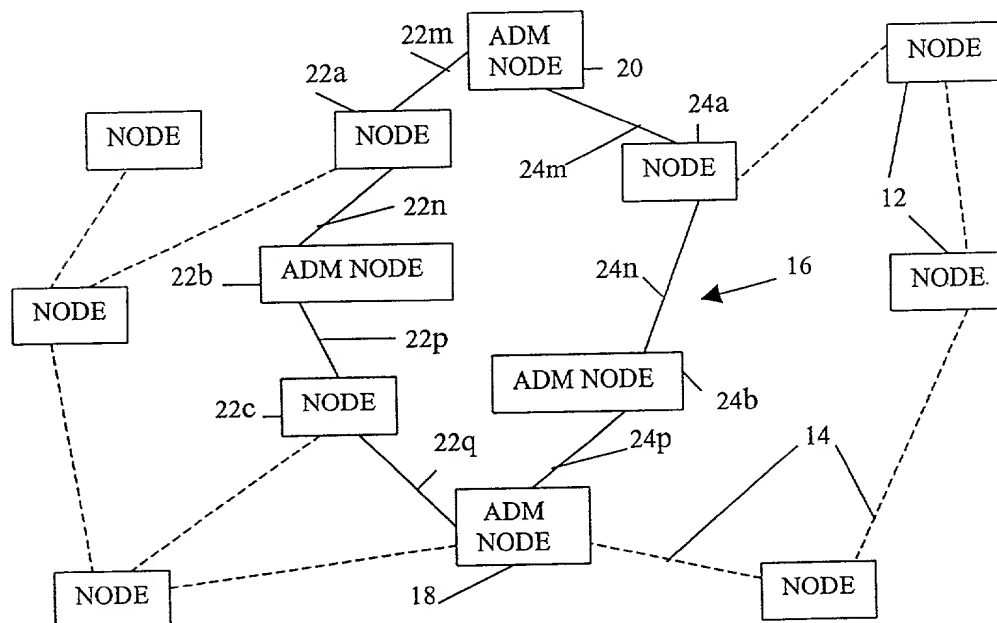 22m
ADM
NODE
20
NODE
22a
24a
NODE
NODE
24m
NODE
12
22n
22b
ADM NODE
24n
16
NODE.
NODE
22p
ADM NODE
24b
22c
NODE
22q
24p
14
ADM
NODE
NODE
18
NODE